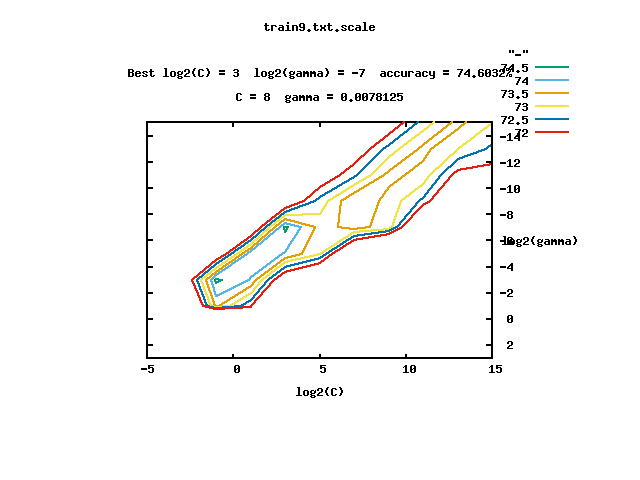 train9.txt.scale
"-"
Best log2(C) = 3  log2(gamma) = -7  accuracy = 74.6032%
C = 8  gamma = 0.0078125
74.5
74
73.5
73
72.5
72
-14
-12
-10
-8
-6
-4
-2
0
2
log2(gamma)
-5 0 5 10 15
log2(C)